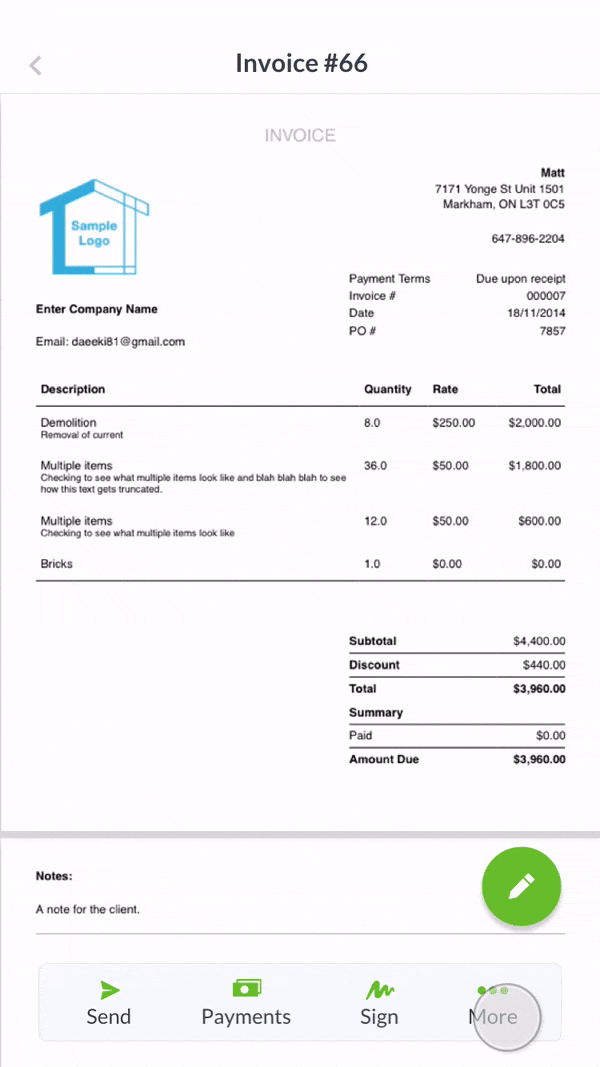 Invoice #66
INVOICE
Matt
7171 Yonge St Unit 1501
Markham, ON L3T 0C5
647-896-2204
Sample
Logo
Payment Terms Due upon receipt
Invoice # 000007
Date 18/11/2014
PO # 7857
Enter Company Name
Email: daeeki81@gmail.com
Description Quantity Rate Total
Demolition 8.0 $250.00 $2,000.00
Removal of current
Multiple items 36.0 $50.00 $1,800.00
Checking to see what multiple items look like and blah blah blah to see
how this text gets truncated.
Multiple items 12.0 $50.00 $600.00
Checking to see what multiple items look like
Bricks 1.0 $0.00 $0.00
Subtotal $4,400.00
Discount $440.00
Total $3,960.00
Summary
Paid $0.00
Amount Due $3,960.00
Notes:
A note for the client.
Send Payments Sign More